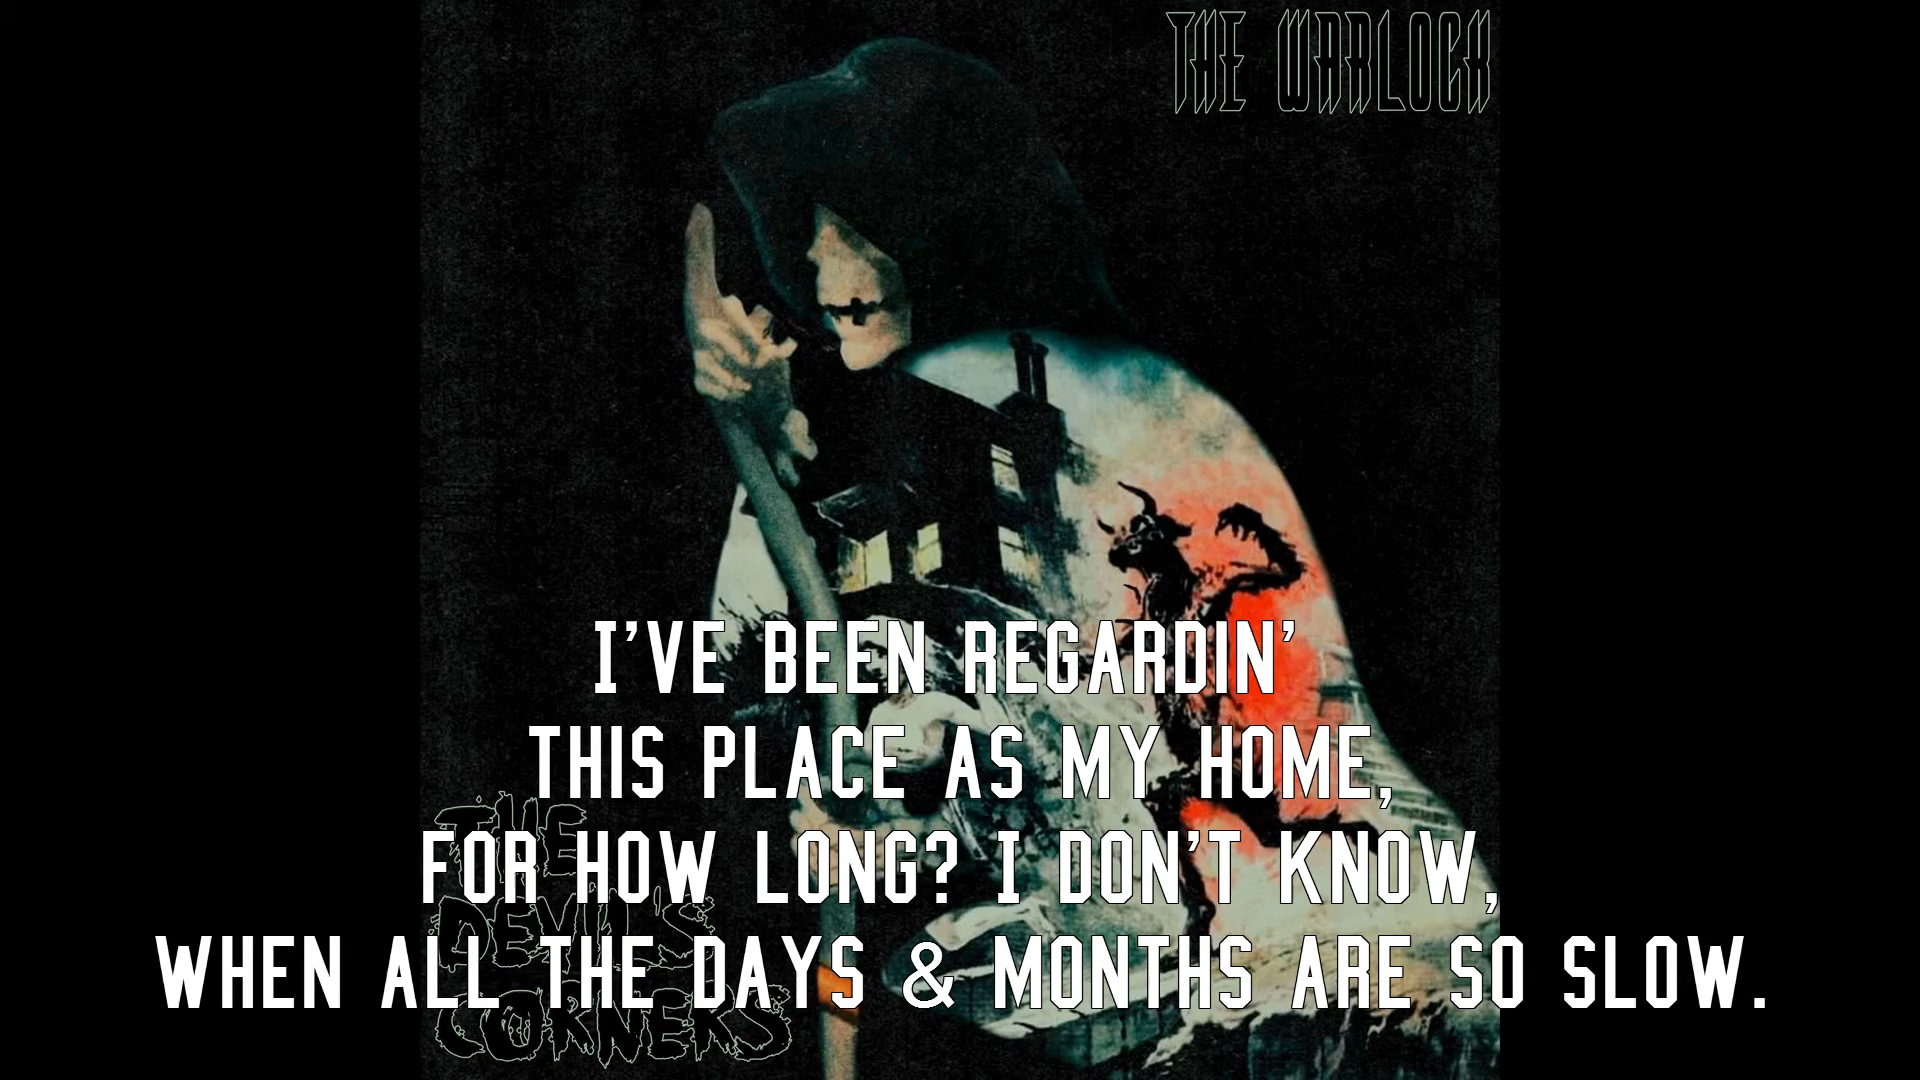 THE WARLOCK
I'VE BEEN REGARDIN'
THIS PLACE AS MY HOME,
FOR HOW LONG? I DON'T KNOW,
WHEN ALL THE DAYS & MONTHS ARE SO SLOW.
THE
DEVIL'S
CORNERS